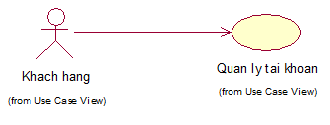 Khach hang
(from Use Case View)
Quan ly tai khoan
(from Use Case View)